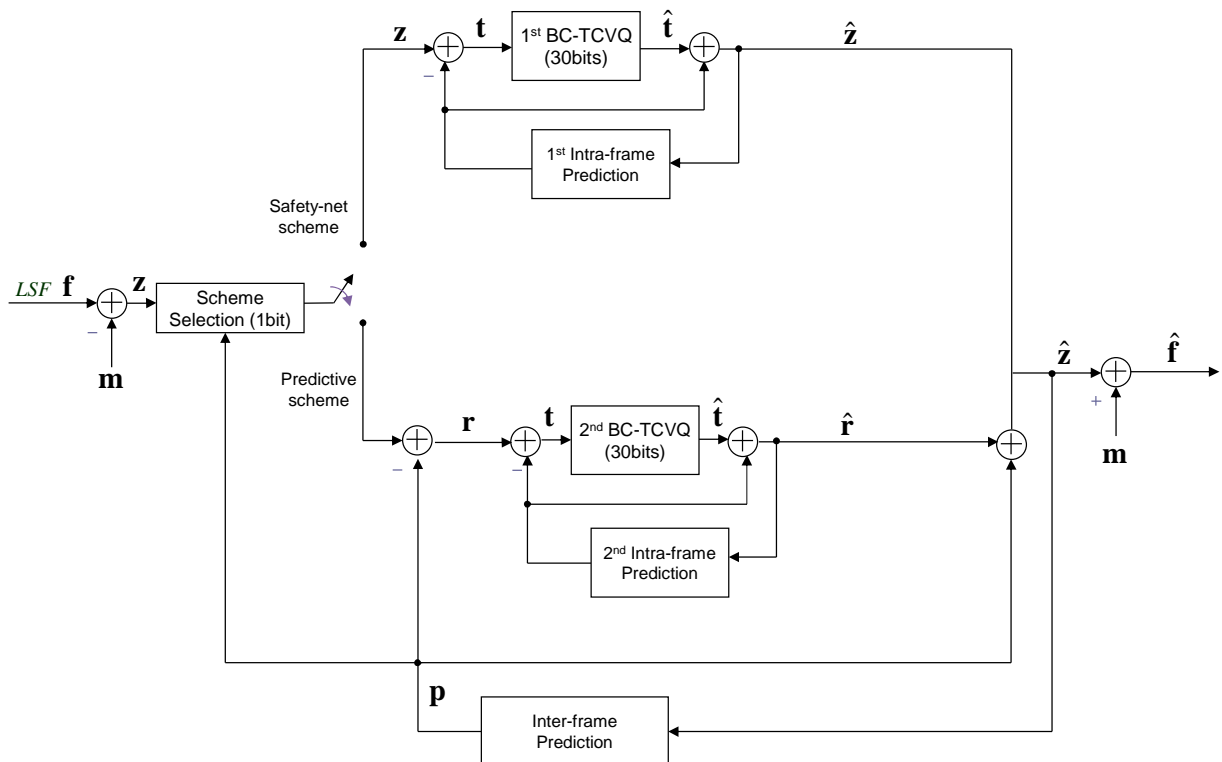 z
t
1st BC-TCVQ
(30bits)
t̂
ẑ
−
1st Intra-frame
Prediction
Safety-net
scheme
LSF f
z
Scheme
Selection (1bit)
−
m
Predictive
scheme
r
t
2nd BC-TCVQ
(30bits)
t̂
r̂
−
−
ẑ
f̂
+
m
2nd Intra-frame
Prediction
p
Inter-frame
Prediction